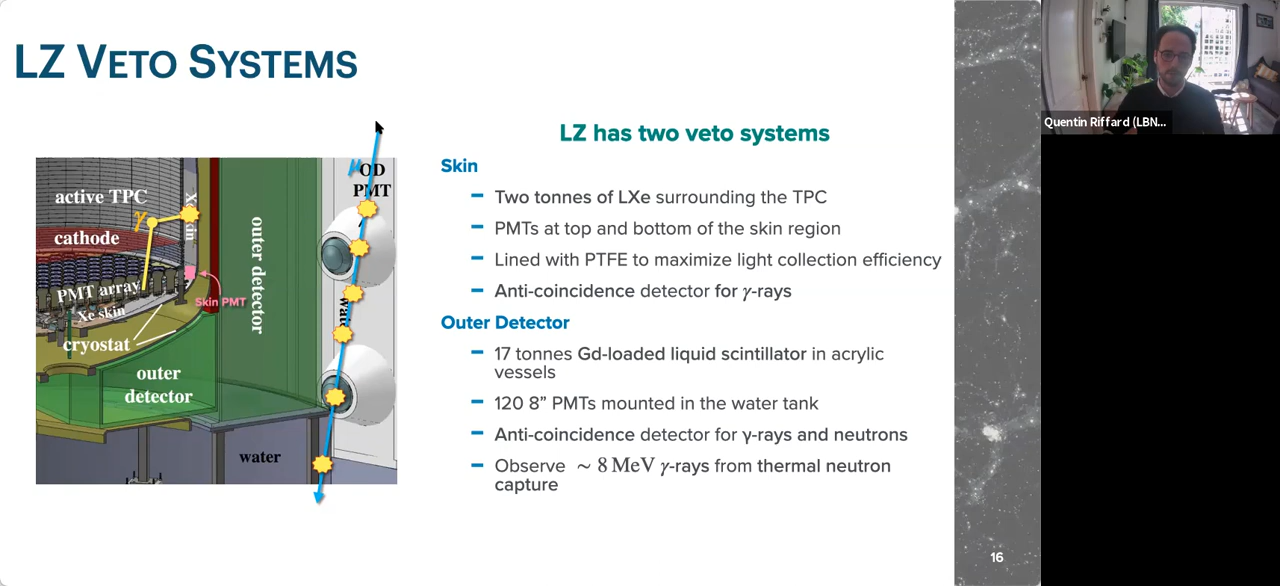 LZ VETO SYSTEMS
LZ has two veto systems
Skin
– Two tonnes of LXe surrounding the TPC
– PMTs at top and bottom of the skin region
– Lined with PTFE to maximize light collection efficiency
– Anti-coincidence detector for γ-rays
Outer Detector
– 17 tonnes Gd-loaded liquid scintillator in acrylic
vessels
– 120 8” PMTs mounted in the water tank
– Anti-coincidence detector for γ-rays and neutrons
– Observe ~ 8 MeV γ-rays from thermal neutron
capture
active TPC
γ
cathode
PMT array
Xe skin
cryostat
outer
detector
Skin PMT
outer detector
μ
OD
PMT
water
16
Quentin Riffard (LBN...